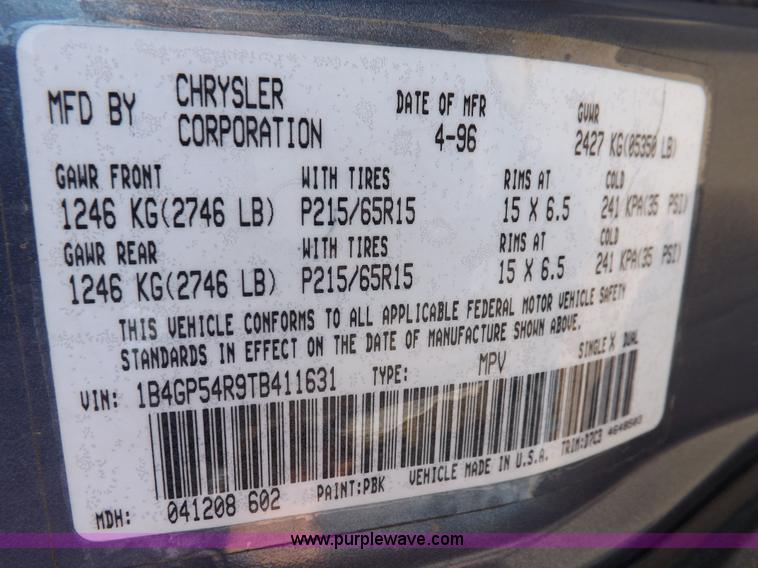 MFD BY CHRYSLER CORPORATION DATE OF MFR 4-96 GVWR 2427 KG(05350 LB)
GAWR FRONT WITH TIRES RIMS AT COLD
1246 KG(2746 LB) P215/65R15 15 X 6.5 241 KPA(35 PSI)
GAWR REAR WITH TIRES RIMS AT COLD
1246 KG(2746 LB) P215/65R15 15 X 6.5 241 KPA(35 PSI)
THIS VEHICLE CONFORMS TO ALL APPLICABLE FEDERAL MOTOR VEHICLE SAFETY
STANDARDS IN EFFECT ON THE DATE OF MANUFACTURE SHOWN ABOVE.
VIN: 1B4GP54R9TB411631 TYPE: MPV SINGLE X DUAL
MDH: 041208 602 PAINT:PBK VEHICLE MADE IN U.S.A. TRIM:D7C3 4648503
www.purplewave.com